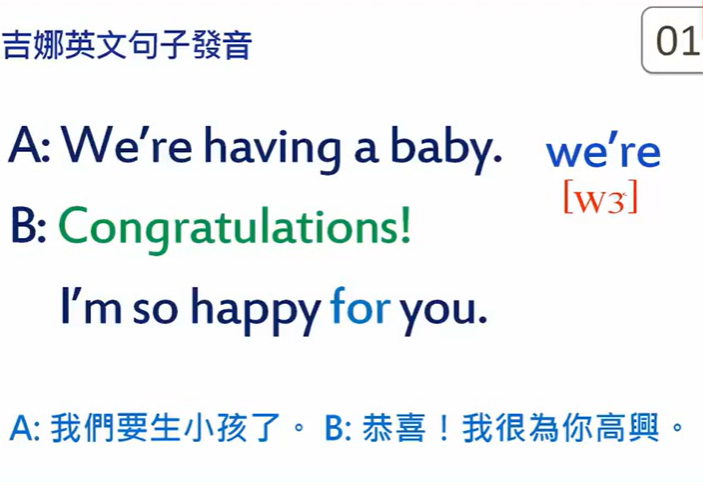 吉娜英文句子發音
01
A: We're having a baby.
we're
[wɝ]
B: Congratulations!
I'm so happy for you.
A: 我們要生小孩了。 B: 恭喜！我很為你高興。